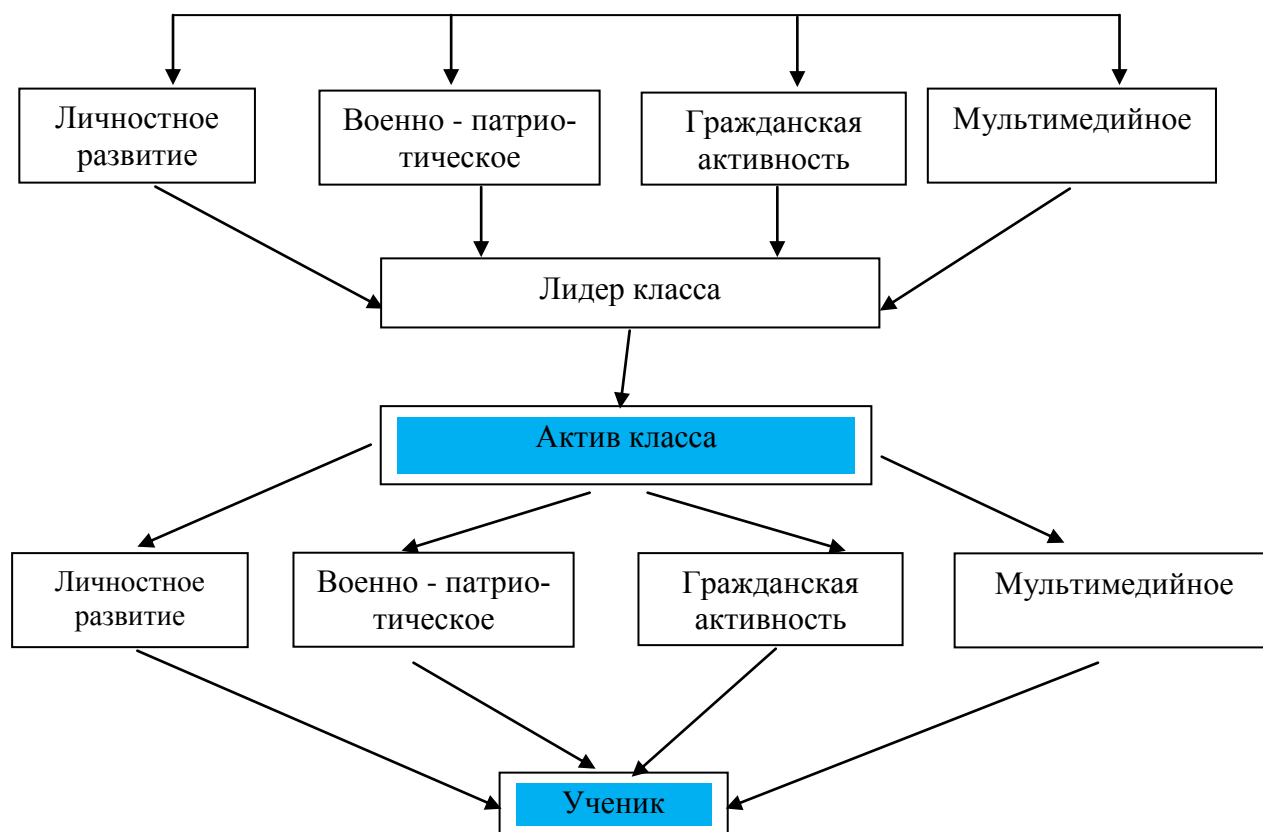 Личностное
развитие
Военно - патрио-
тическое
Гражданская
активность
Мультимедийное
Лидер класса
Актив класса
Личностное
развитие
Военно - патрио-
тическое
Гражданская
активность
Мультимедийное
Ученик